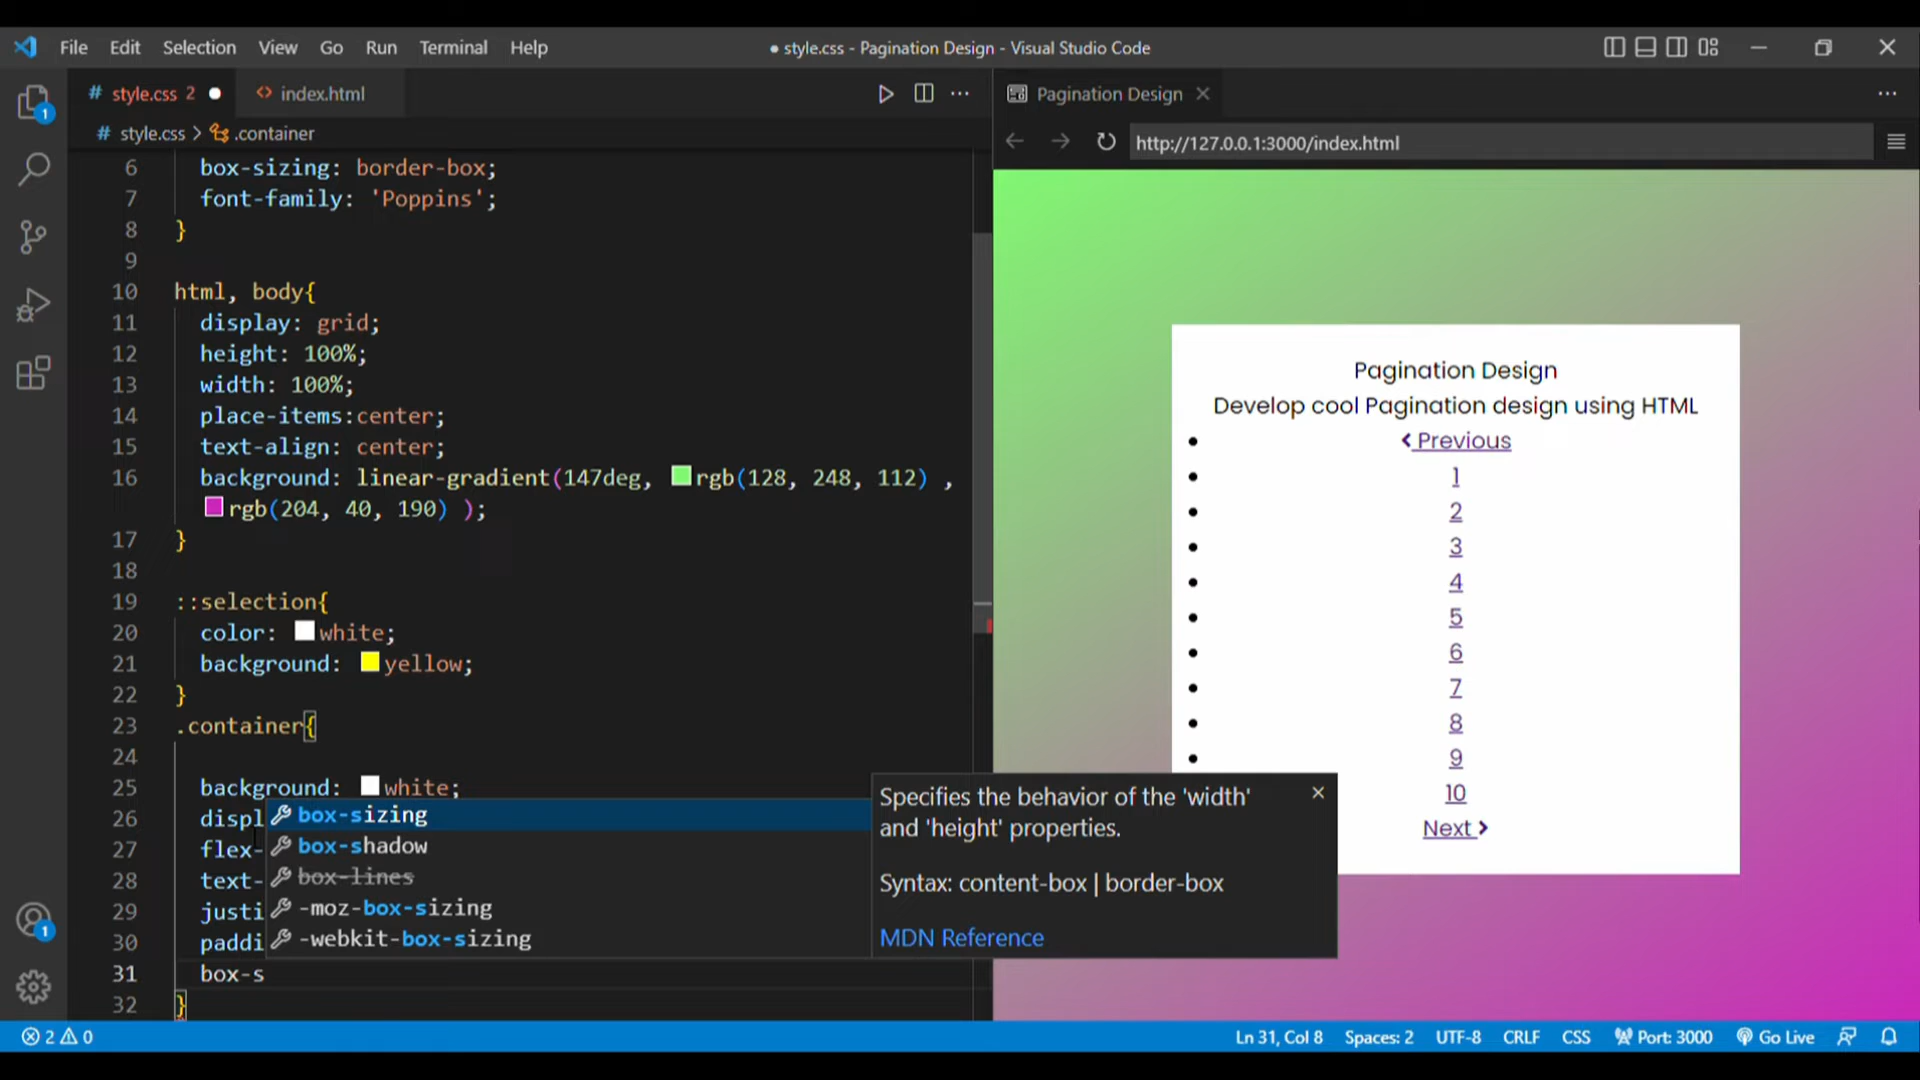 File Edit Selection View Go Run Terminal Help
● style.css - Pagination Design - Visual Studio Code
# style.css 2 ●
<> index.html
Pagination Design
# style.css > .container
http://127.0.0.1:3000/index.html
6 box-sizing: border-box;
7 font-family: 'Poppins';
8 }
9
10 html, body{
11 display: grid;
12 height: 100%;
13 width: 100%;
14 place-items:center;
15 text-align: center;
16 background: linear-gradient(147deg, rgb(128, 248, 112) ,
rgb(204, 40, 190) );
17 }
18
19 ::selection{
20 color: white;
21 background: yellow;
22 }
23 .container{
24
25 background: white;
26 displ
27 flex-
28 text-
29 justi
30 paddi
31 box-s
32 }
box-sizing
box-shadow
box-lines
-moz-box-sizing
-webkit-box-sizing
Specifies the behavior of the 'width'
and 'height' properties.
Syntax: content-box | border-box
MDN Reference
Pagination Design
Develop cool Pagination design using HTML
• Previous
• 1
• 2
• 3
• 4
• 5
• 6
• 7
• 8
• 9
10
Next
1
1
2 0
Ln 31, Col 8 Spaces: 2 UTF-8 CRLF CSS Port: 3000 Go Live